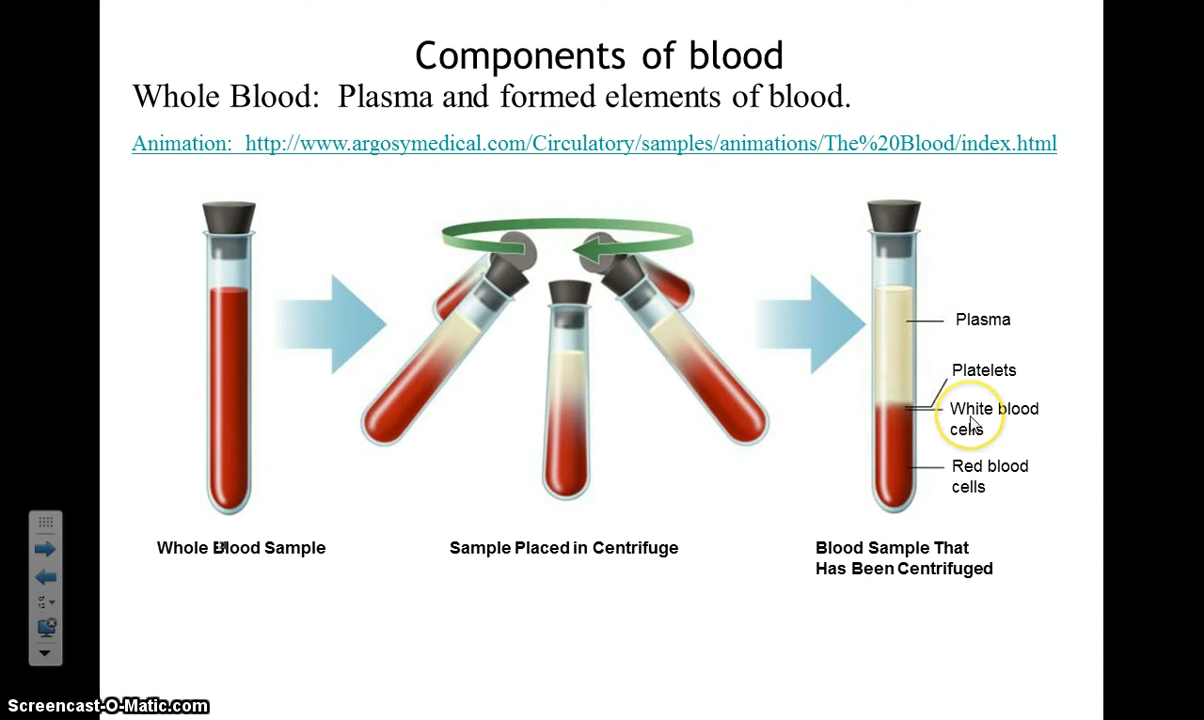 Components of blood
Whole Blood:  Plasma and formed elements of blood.
Animation:  http://www.argosymedical.com/Circulatory/samples/animations/The%20Blood/index.html
Plasma
Platelets
White blood
cells
Red blood
cells
Whole Blood Sample
Sample Placed in Centrifuge
Blood Sample That
Has Been Centrifuged
of
12
Screencast-O-Matic.com